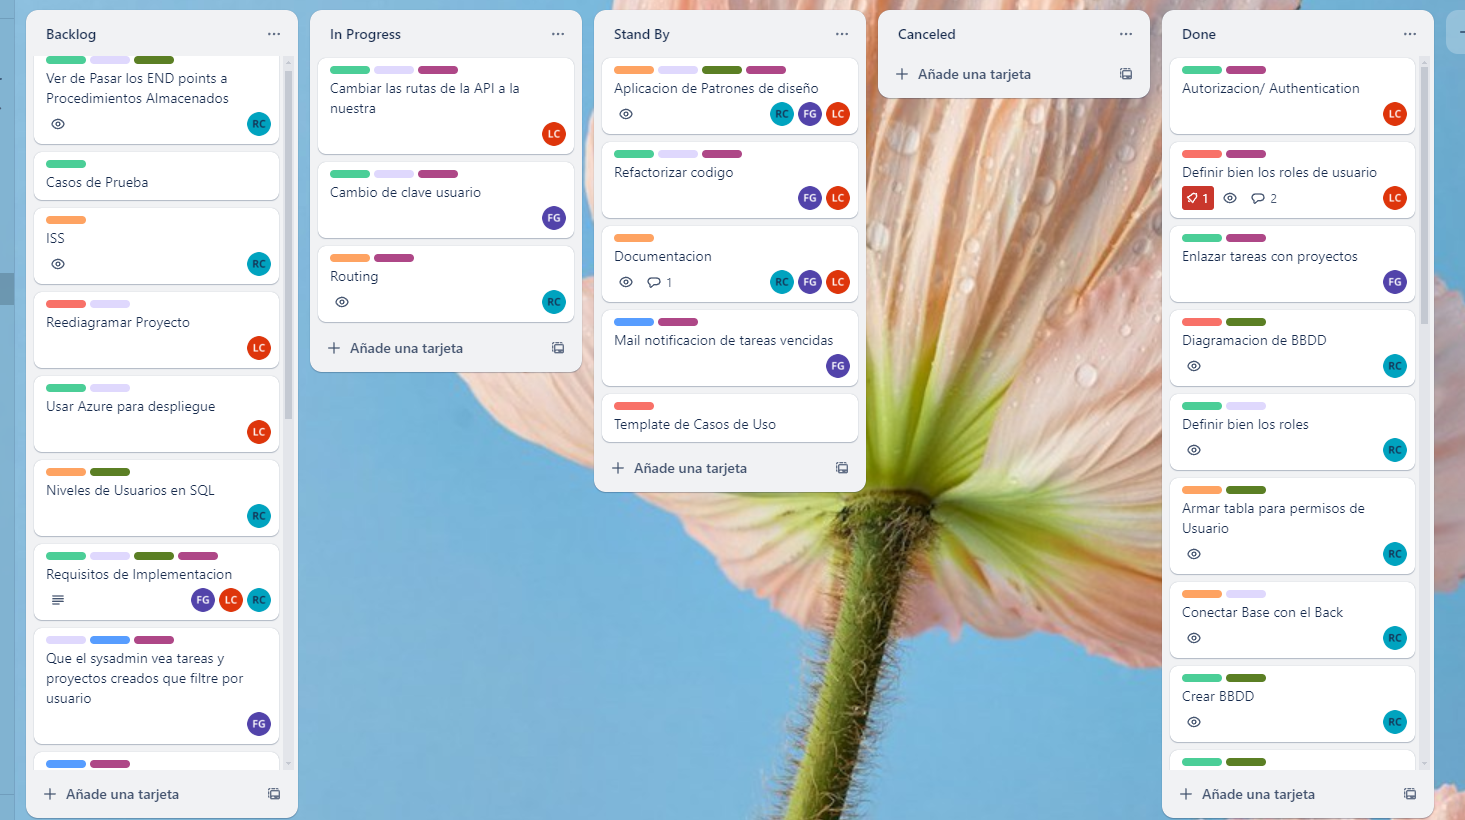 Backlog
Ver de Pasar los END points a
Procedimientos Almacenados
RC
Casos de Prueba
ISS
RC
Reediagramar Proyecto
LC
Usar Azure para despliegue
LC
Niveles de Usuarios en SQL
RC
Requisitos de Implementacion
FG LC RC
Que el sysadmin vea tareas y
proyectos creados que filtre por
usuario
FG
Añade una tarjeta
In Progress
Cambiar las rutas de la API a la
nuestra
LC
Cambio de clave usuario
FG
Routing
RC
Añade una tarjeta
Stand By
Aplicacion de Patrones de diseño
RC FG LC
Refactorizar codigo
FG LC
Documentacion
1 RC FG LC
Mail notificacion de tareas vencidas
FG
Template de Casos de Uso
Añade una tarjeta
Canceled
Añade una tarjeta
Done
Autorizacion/ Authentication
LC
Definir bien los roles de usuario
1 2 LC
Enlazar tareas con proyectos
FG
Diagramacion de BBDD
RC
Definir bien los roles
RC
Armar tabla para permisos de
Usuario
RC
Conectar Base con el Back
RC
Crear BBDD
RC
Añade una tarjeta